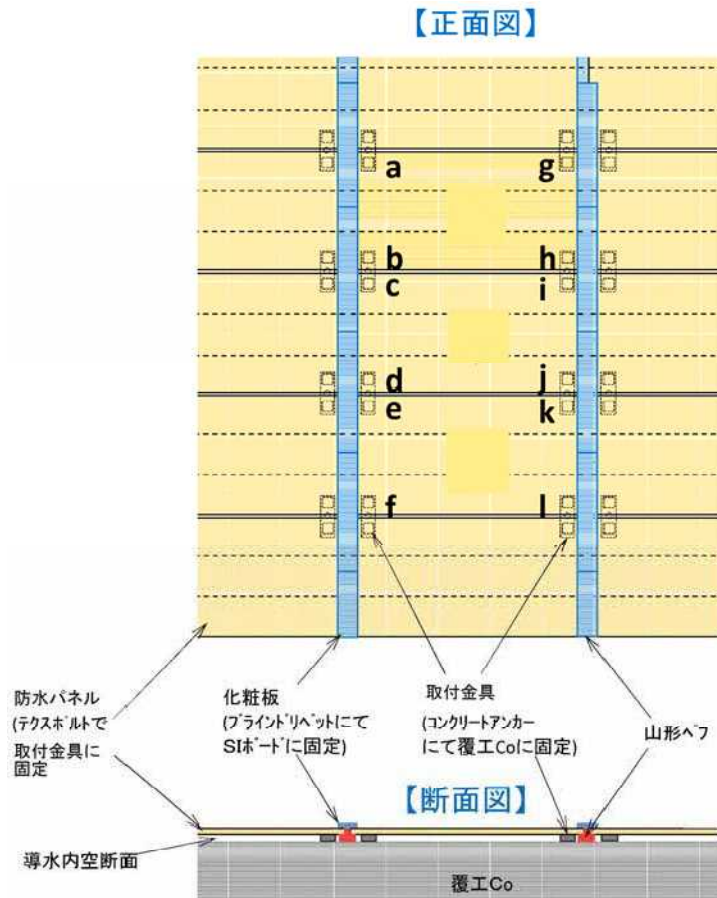 【正面図】
a
g
b
h
c
i
d
j
e
k
f
l
防水パネル
(テクスボルトで
取付金具に
固定
化粧板
(ブラインドリベットにて
SIボードに固定)
取付金具
(コンクリートアンカー
にて覆工Coに固定)
山形ヘフ
【断面図】
導水内空断面
覆工Co